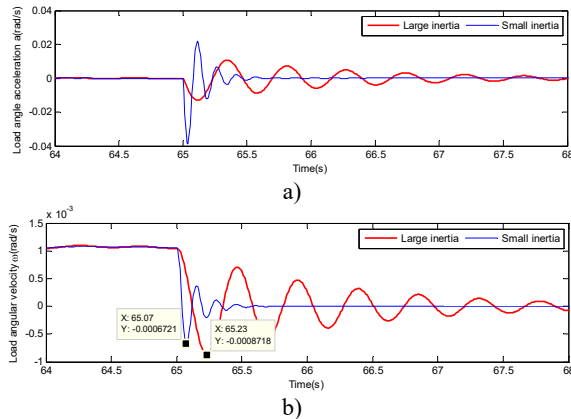 0.04
0.02
0
-0.02
-0.04
Load angle acceleration a(rad/s)
Large inertia
Small inertia
64 64.5 65 65.5 66 66.5 67 67.5 68
Time(s)
a)
x 10⁻³
1.5
1
0.5
0
-0.5
-1
Load angular velocity ω(rad/s)
Large inertia
Small inertia
X: 65.07
Y: -0.0006721
X: 65.23
Y: -0.0008718
64 64.5 65 65.5 66 66.5 67 67.5 68
Time(s)
b)